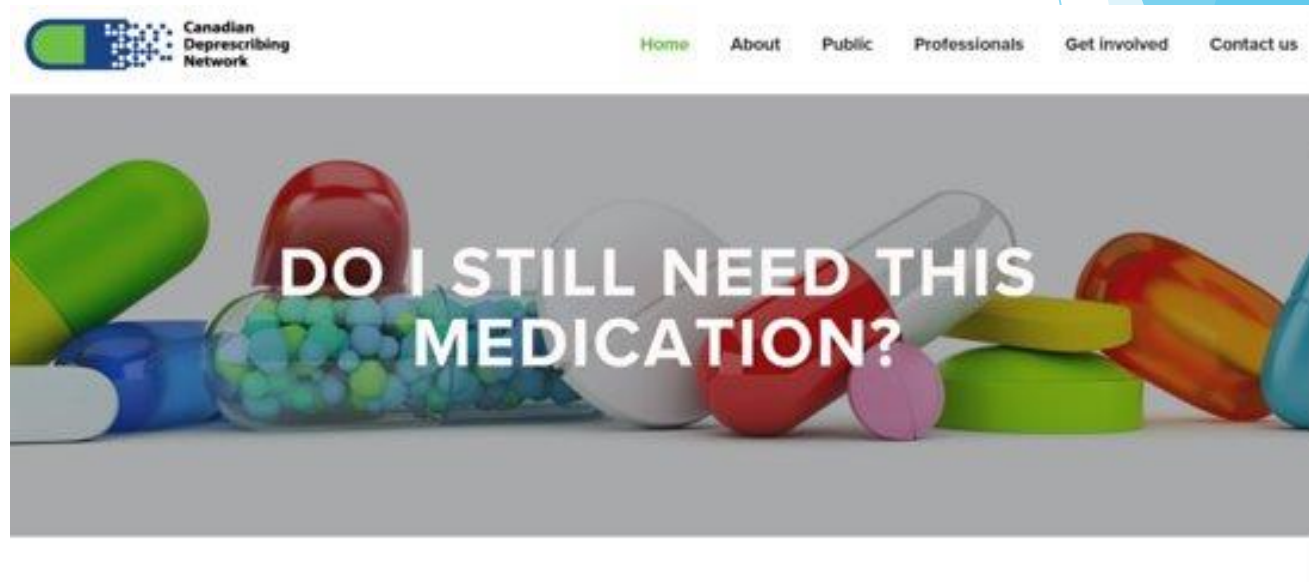 Canadian
Deprescribing
Network
Home About Public Professionals Get involved Contact us
DO I STILL NEED THIS
MEDICATION?